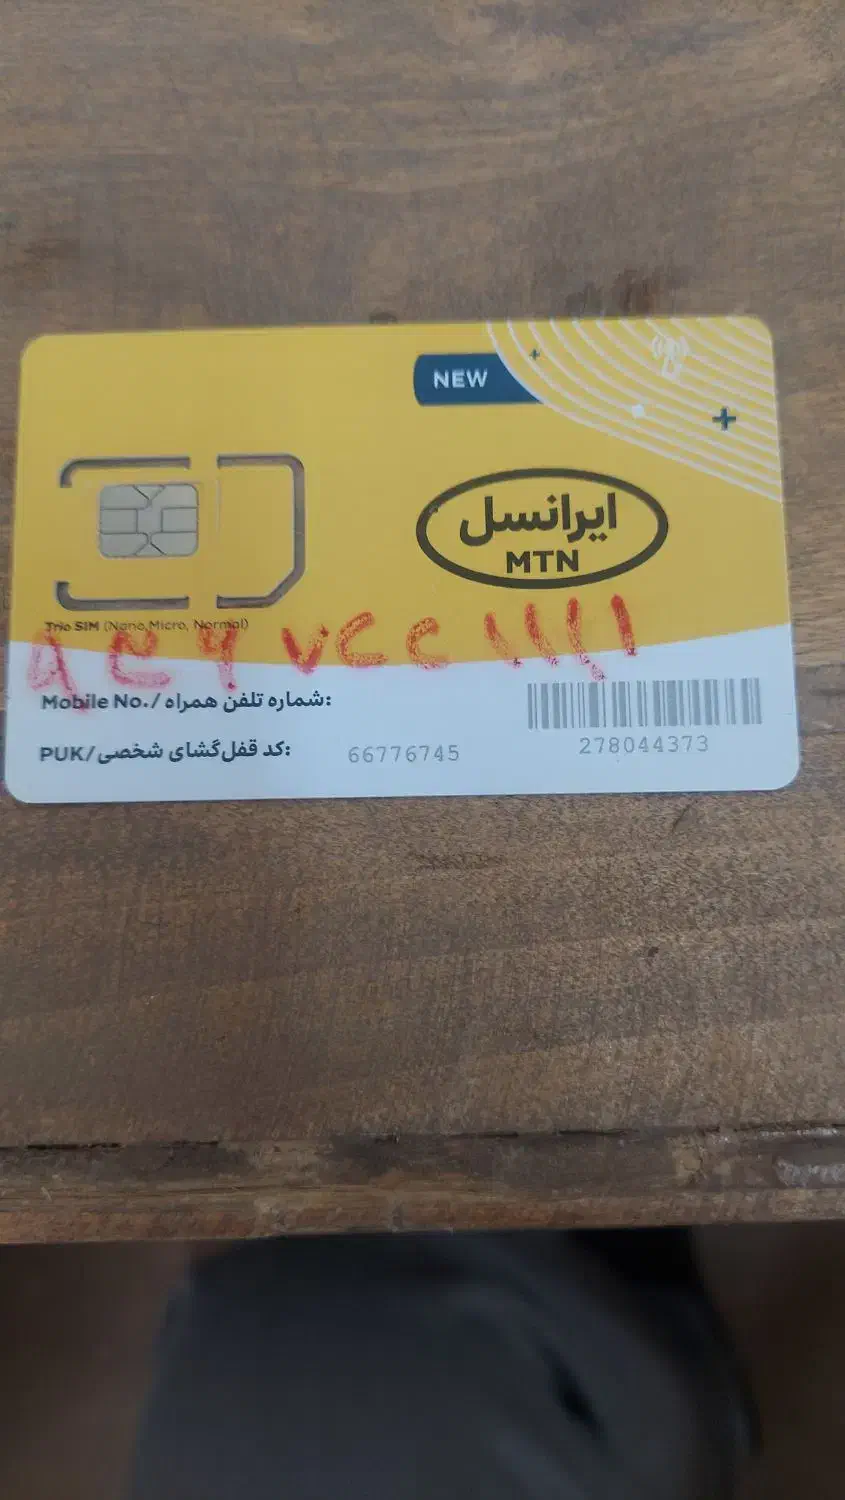 NEW
ایرانسل
MTN
Trio SIM (Nano,Micro, Normal)
Mobile No./ شماره تلفن همراه:
PUK/کد قفل‌گشای شخصی: 66776745
278044373